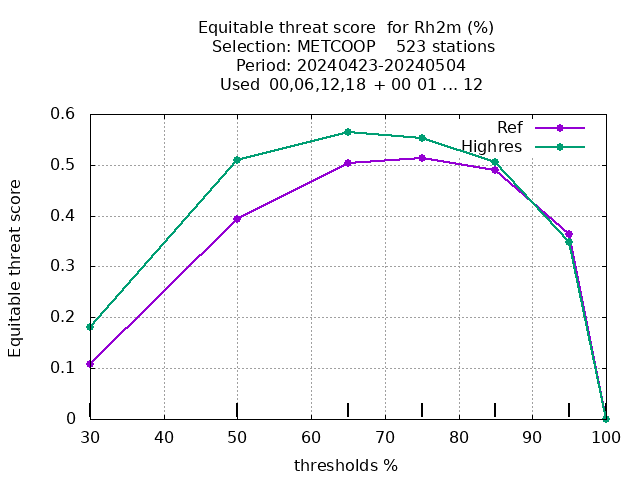 Equitable threat score  for Rh2m (%)
Selection: METCOOP    523 stations
Period: 20240423-20240504
Used  00,06,12,18  + 00 01 ... 12
Ref
Highres
Equitable threat score
0.6
0.5
0.4
0.3
0.2
0.1
0
30 40 50 60 70 80 90 100
thresholds %